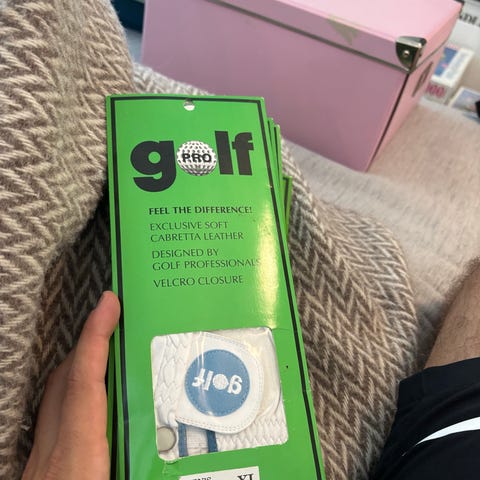 golf
PRO
FEEL THE DIFFERENCE!
EXCLUSIVE SOFT
CABRETTA LEATHER
DESIGNED BY
GOLF PROFESSIONALS
VELCRO CLOSURE
golf
XL